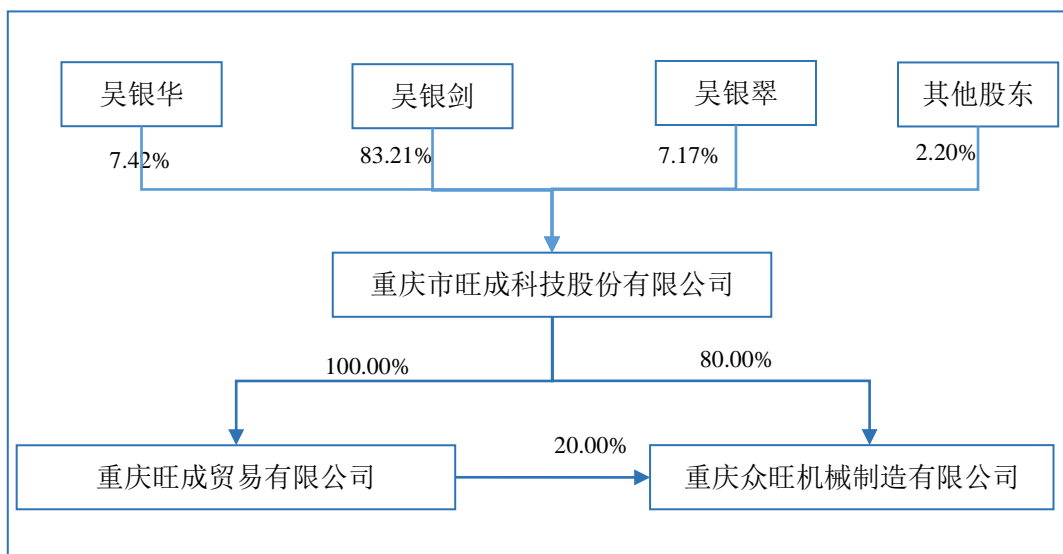 吴银华
吴银剑
吴银翠
其他股东
7.42%
83.21%
7.17%
2.20%
重庆市旺成科技股份有限公司
100.00%
80.00%
重庆旺成贸易有限公司
20.00%
重庆众旺机械制造有限公司